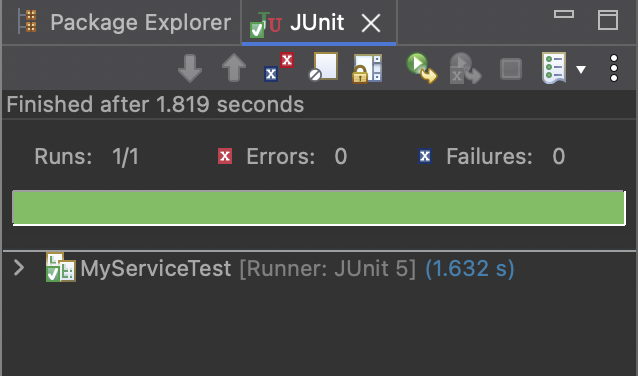 Package Explorer JUnit
Finished after 1.819 seconds
Runs: 1/1 Errors: 0 Failures: 0
MyServiceTest [Runner: JUnit 5] (1.632 s)